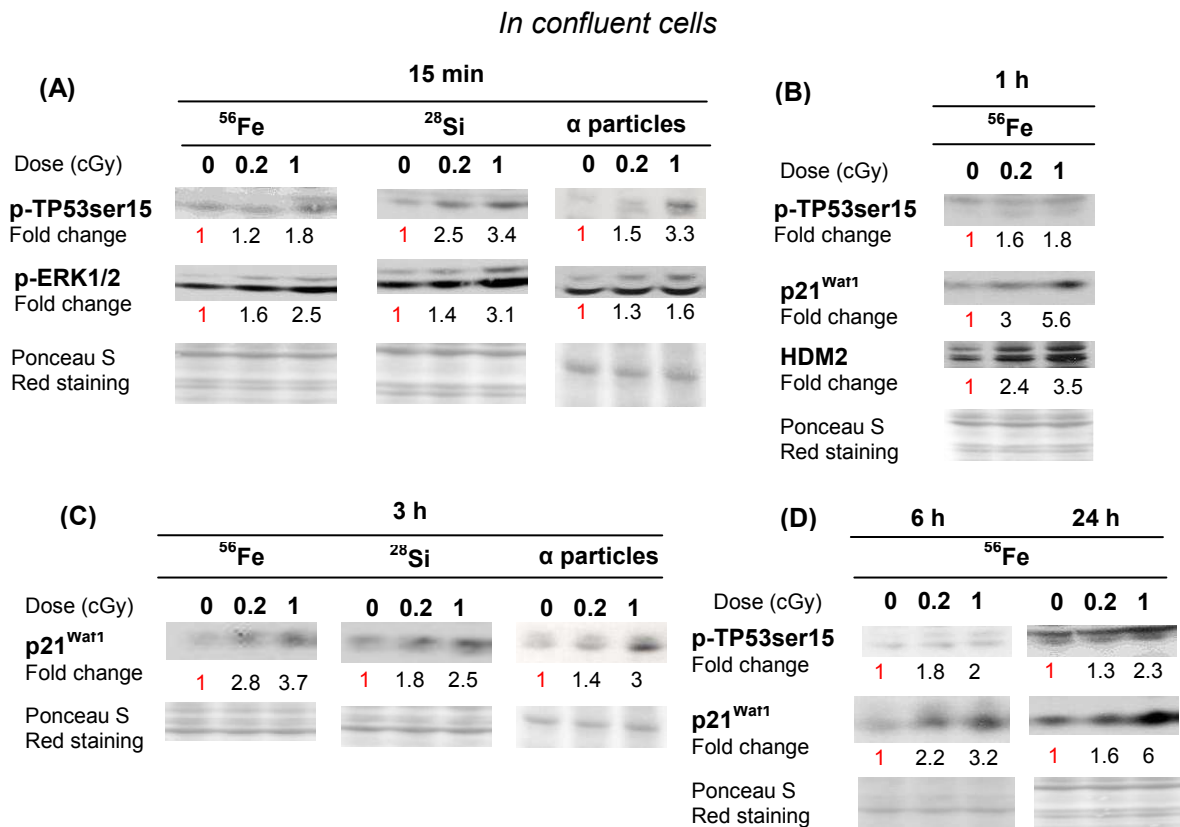 In confluent cells
(A)
15 min
⁵⁶Fe ²⁸Si α particles
Dose (cGy) 0 0.2 1 0 0.2 1 0 0.2 1
p-TP53ser15
Fold change 1 1.2 1.8 1 2.5 3.4 1 1.5 3.3
p-ERK1/2
Fold change 1 1.6 2.5 1 1.4 3.1 1 1.3 1.6
Ponceau S
Red staining
(B)
1 h
⁵⁶Fe
Dose (cGy) 0 0.2 1
p-TP53ser15
Fold change 1 1.6 1.8
p21ᵂᵃᶠ¹
Fold change 1 3 5.6
HDM2
Fold change 1 2.4 3.5
Ponceau S
Red staining
(C)
3 h
⁵⁶Fe ²⁸Si α particles
Dose (cGy) 0 0.2 1 0 0.2 1 0 0.2 1
p21ᵂᵃᶠ¹
Fold change 1 2.8 3.7 1 1.8 2.5 1 1.4 3
Ponceau S
Red staining
(D)
6 h 24 h
⁵⁶Fe
Dose (cGy) 0 0.2 1 0 0.2 1
p-TP53ser15
Fold change 1 1.8 2 1 1.3 2.3
p21ᵂᵃᶠ¹
Fold change 1 2.2 3.2 1 1.6 6
Ponceau S
Red staining